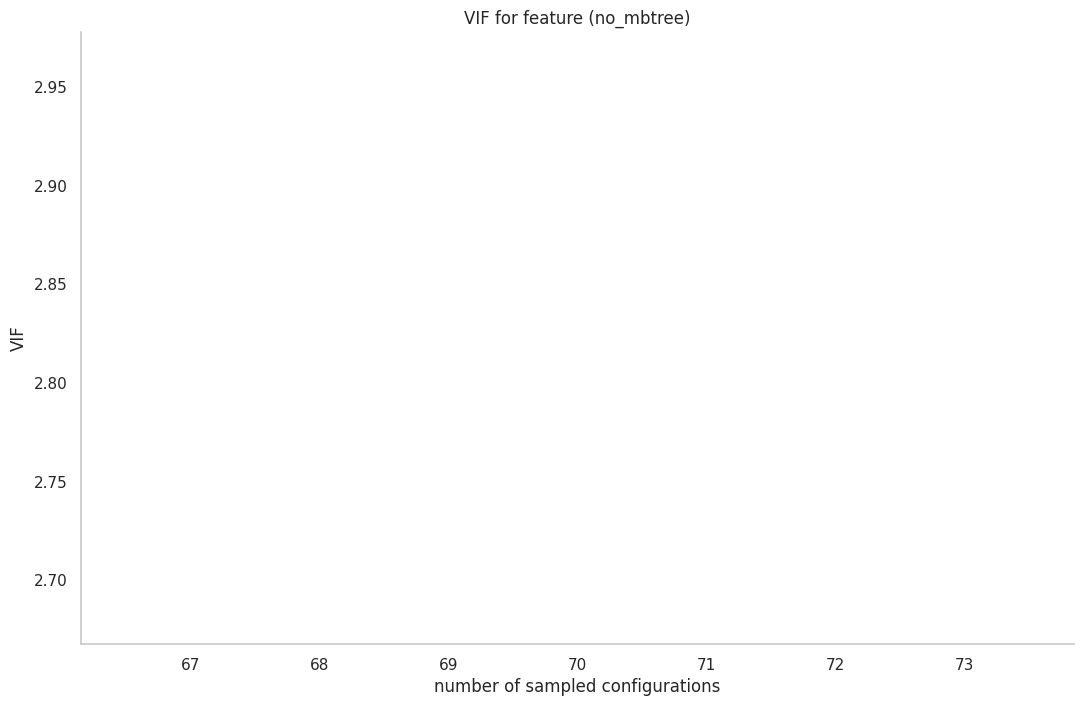 VIF for feature (no_mbtree)
2.95
2.90
2.85
2.80
2.75
2.70
VIF
67 68 69 70 71 72 73
number of sampled configurations